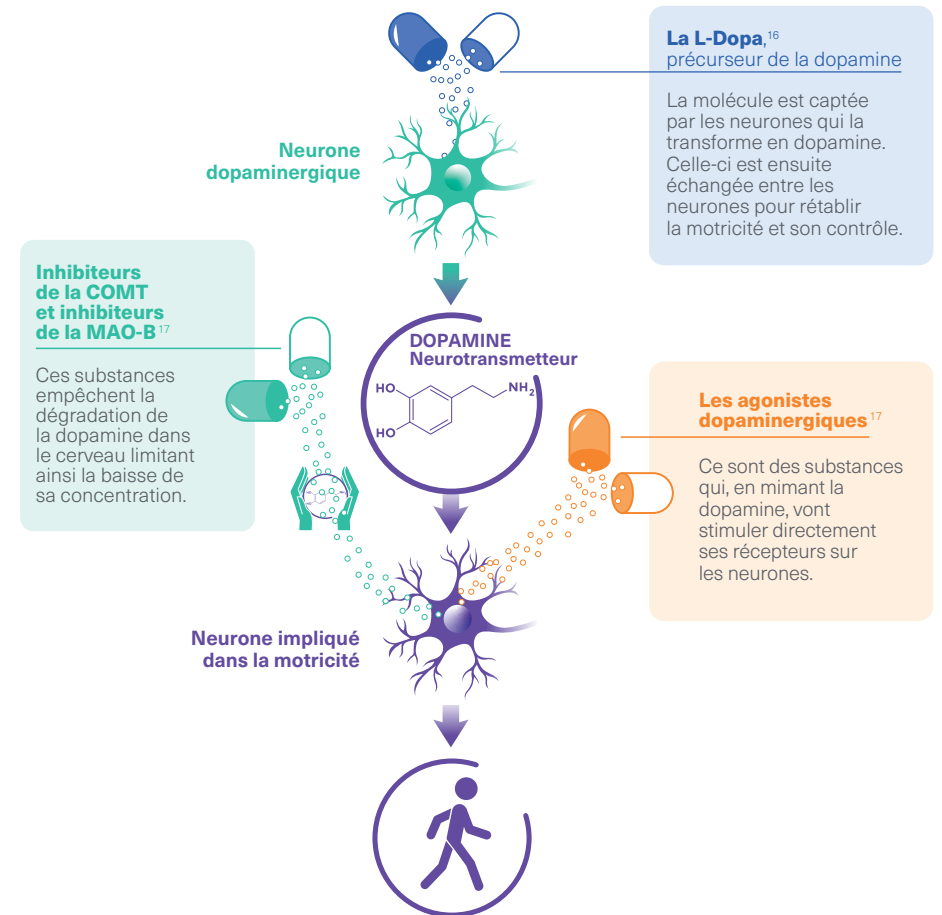 La L-Dopa,16
précurseur de la dopamine
La molécule est captée
par les neurones qui la
transforme en dopamine.
Celle-ci est ensuite
échangée entre les
neurones pour rétablir
la motricité et son contrôle.
Neurone
dopaminergique
Inhibiteurs
de la COMT
et inhibiteurs
de la MAO-B17
Ces substances
empêchent la
dégradation de
la dopamine dans
le cerveau limitant
ainsi la baisse de
sa concentration.
DOPAMINE
Neurotransmetteur
HO
NH2
HO
Les agonistes
dopaminergiques17
Ce sont des substances
qui, en mimant la
dopamine, vont
stimuler directement
ses récepteurs sur
les neurones.
Neurone impliqué
dans la motricité